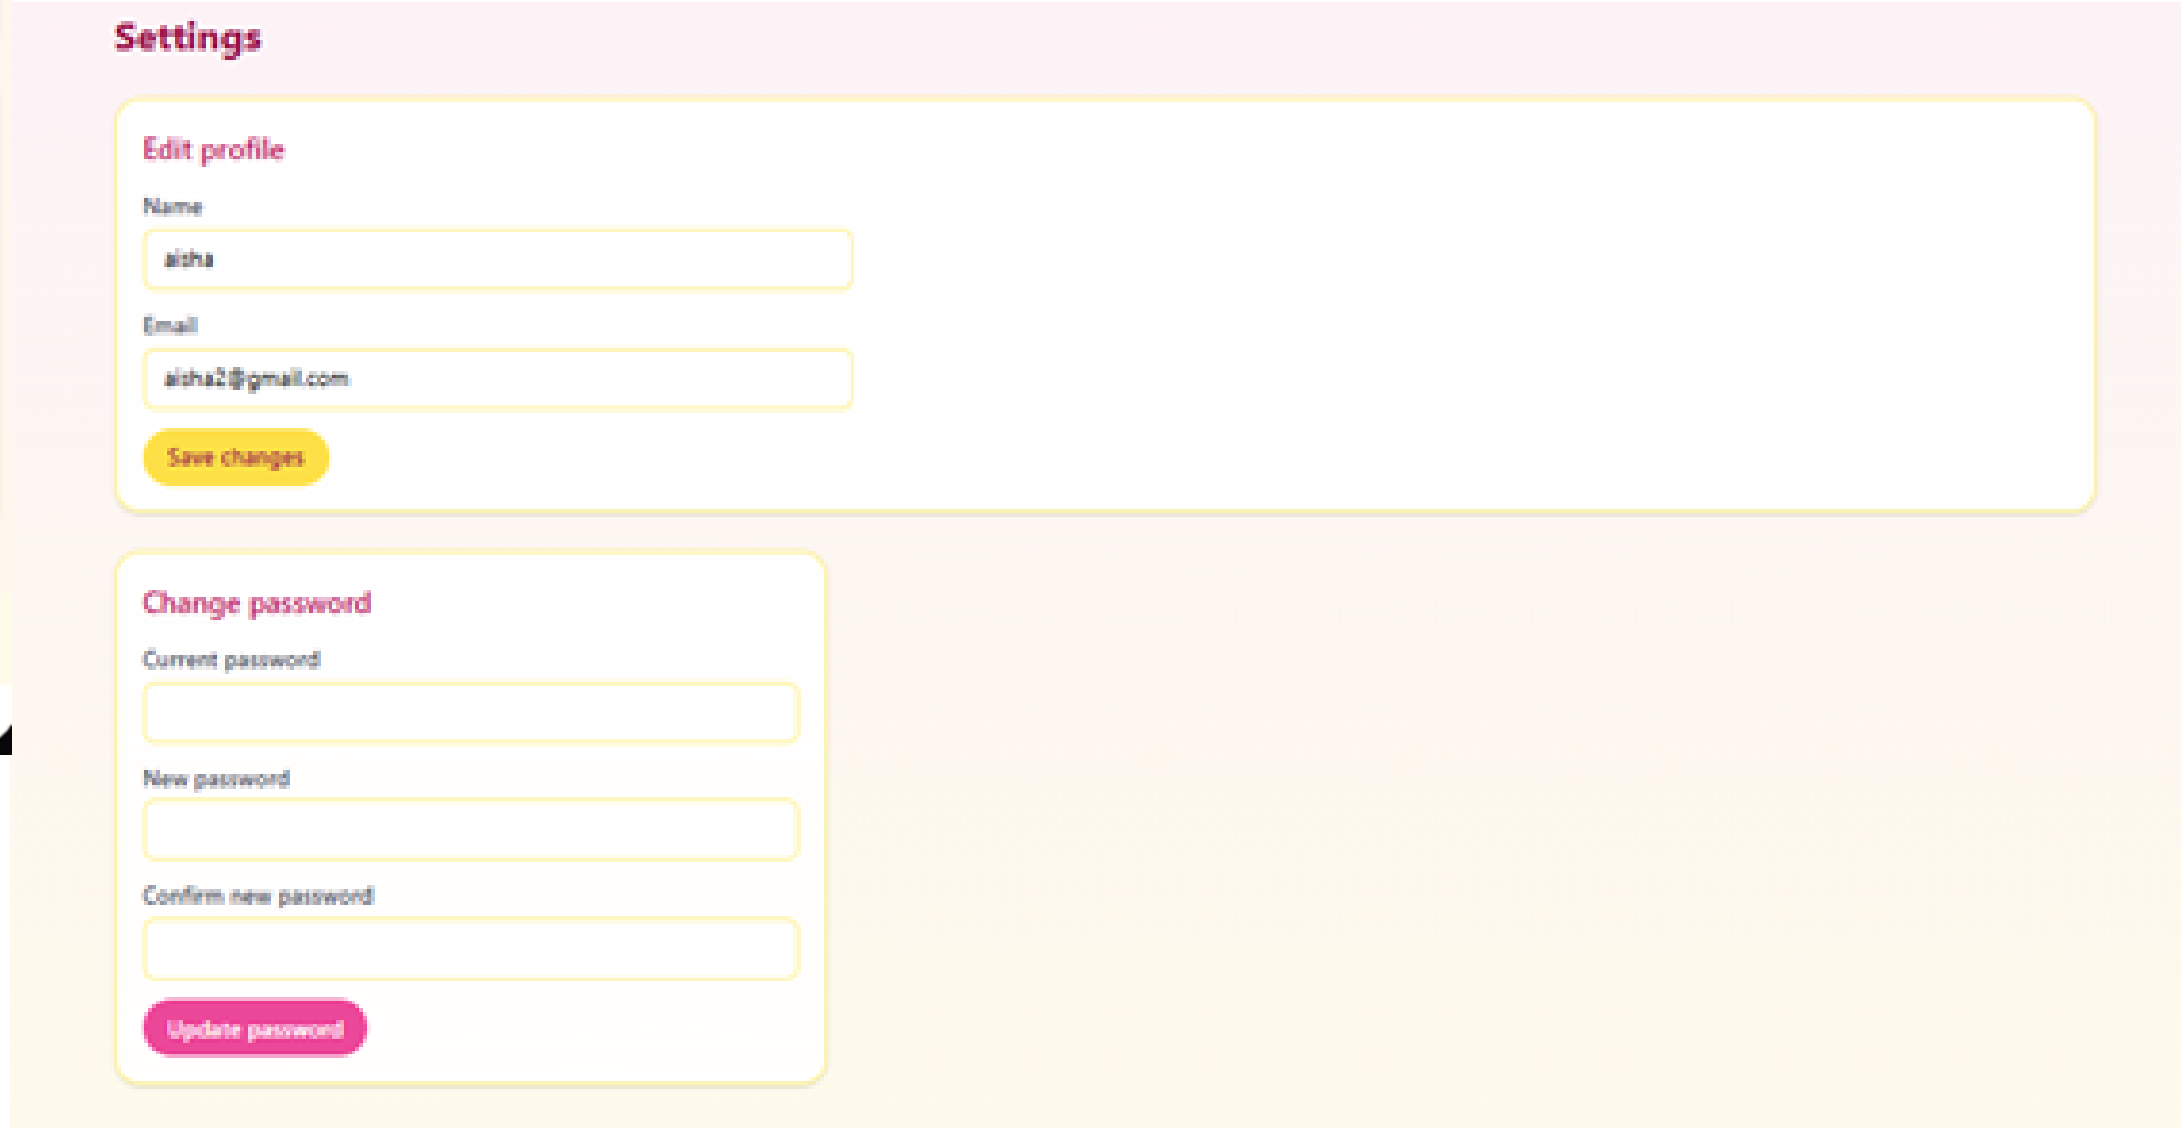 Settings
Edit profile
Name
aisha
Email
aisha2@gmail.com
Save changes
Change password
Current password
New password
Confirm new password
Update password